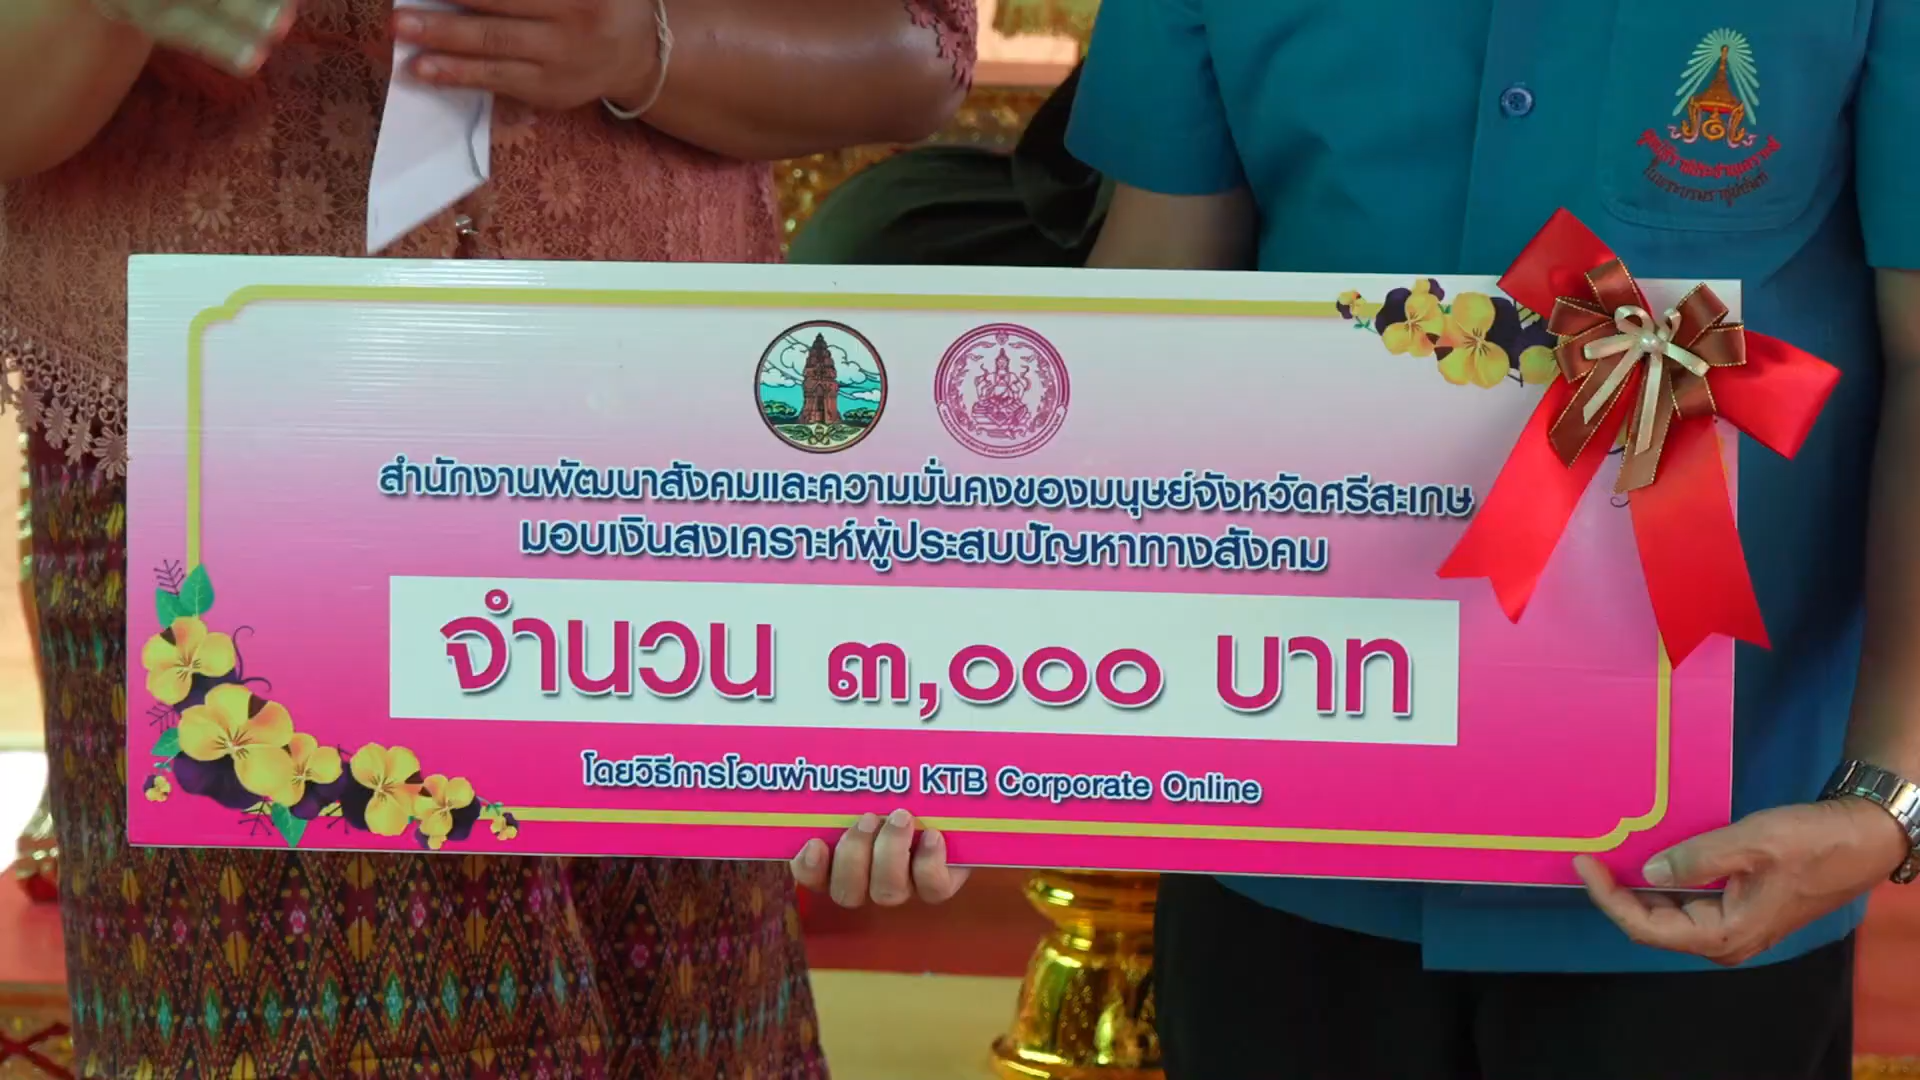 สำนักงานพัฒนาสังคมและความมั่นคงของมนุษย์จังหวัดศรีสะเกษ
มอบเงินสงเคราะห์ผู้ประสบปัญหาทางสังคม
จำนวน ๓,๐๐๐ บาท
โดยวิธีการโอนผ่านระบบ KTB Corporate Online